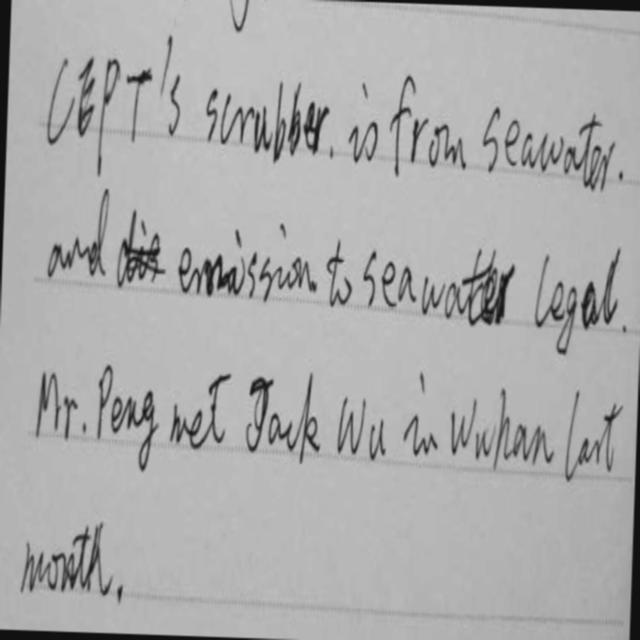 CEPT's scrubber. is from seawater.
and emission. to seawater legal.
Mr. Peng met Jack Wu in Wuhan last
month.